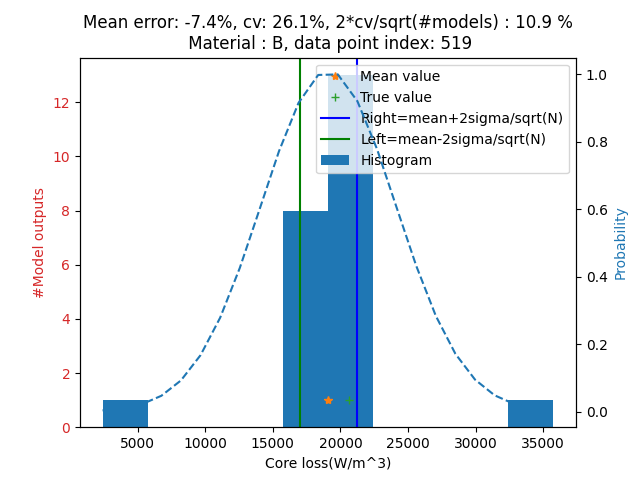 Mean error: -7.4%, cv: 26.1%, 2*cv/sqrt(#models) : 10.9 %
Material : B, data point index: 519
Mean value
True value
Right=mean+2sigma/sqrt(N)
Left=mean-2sigma/sqrt(N)
Histogram
12
10
8
6
4
2
0
#Model outputs
1.0
0.8
0.6
0.4
0.2
0.0
Probability
5000 10000 15000 20000 25000 30000 35000
Core loss(W/m^3)